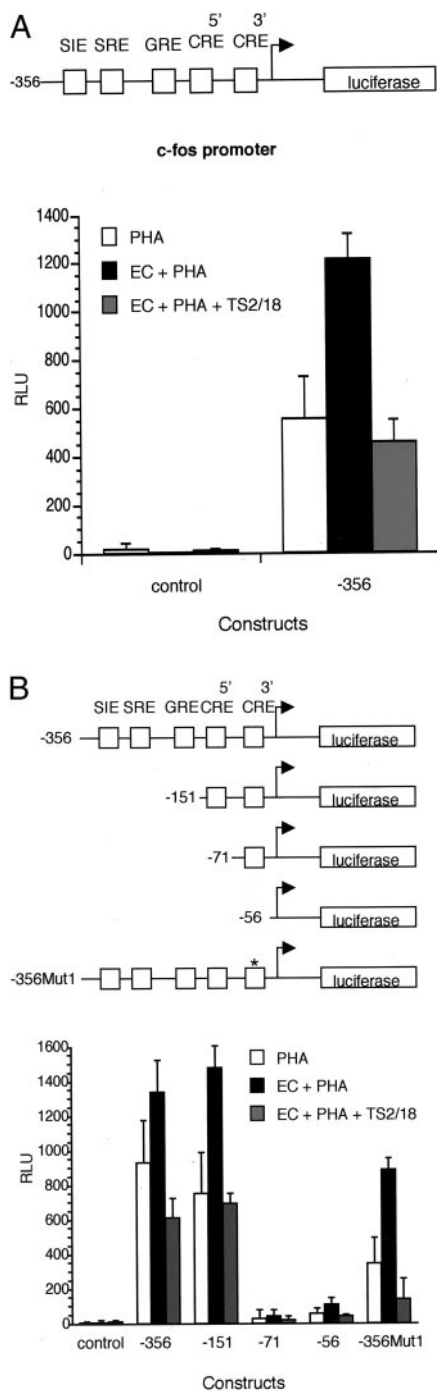 A
5' 3'
SIE SRE GRE CRE CRE
-356 luciferase
c-fos promoter
1400
1200
1000
800
600
400
200
0
RLU
PHA
EC + PHA
EC + PHA + TS2/18
control -356
Constructs
B
5' 3'
SIE SRE GRE CRE CRE
-356 luciferase
-151 luciferase
-71 luciferase
-56 luciferase
*
-356Mut1 luciferase
1600
1400
1200
1000
800
600
400
200
0
RLU
PHA
EC + PHA
EC + PHA + TS2/18
control -356 -151 -71 -56 -356Mut1
Constructs